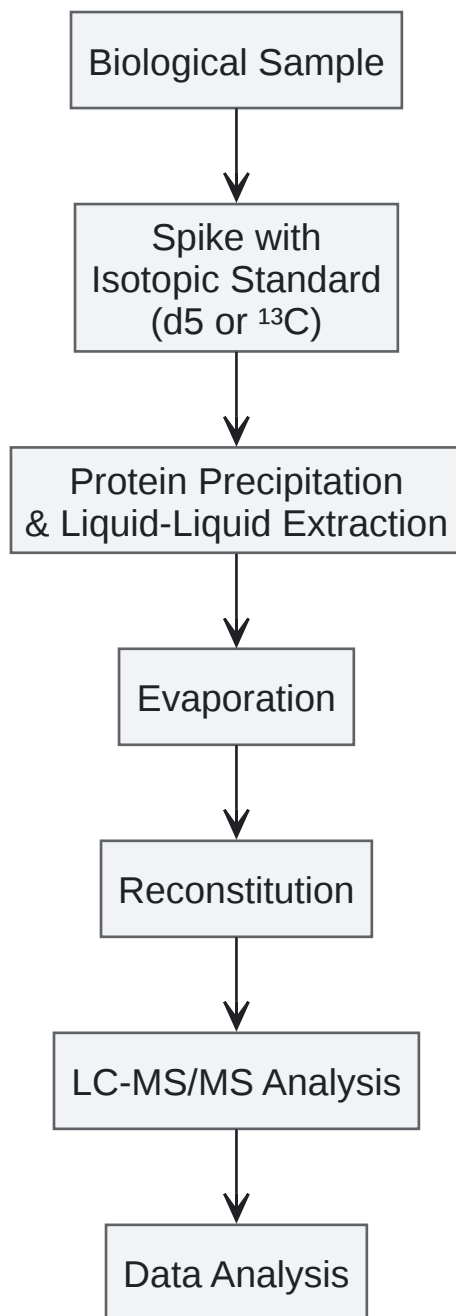 Biological Sample
Spike with
Isotopic Standard
(d5 or ¹³C)
Protein Precipitation
& Liquid-Liquid Extraction
Evaporation
Reconstitution
LC-MS/MS Analysis
Data Analysis